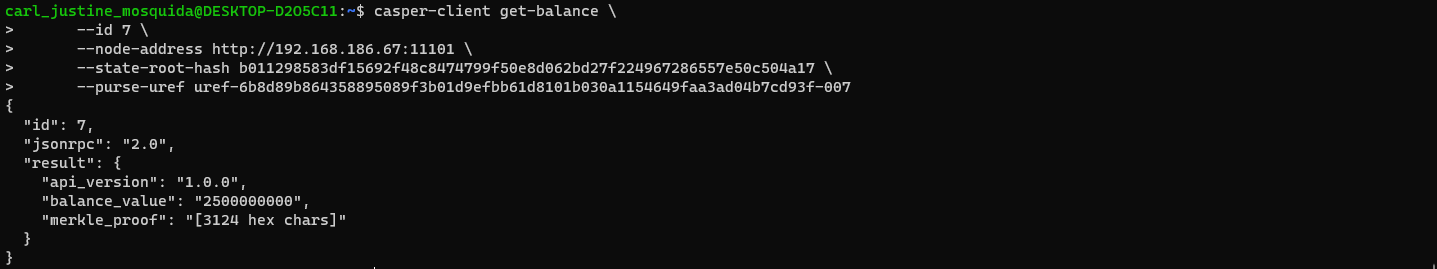 carl_justine_mosquida@DESKTOP-D2O5C11:~$ casper-client get-balance \
>       --id 7 \
>       --node-address http://192.168.186.67:11101 \
>       --state-root-hash b011298583df15692f48c8474799f50e8d062bd27f224967286557e50c504a17 \
>       --purse-uref uref-6b8d89b864358895089f3b01d9efbb61d8101b030a1154649faa3ad04b7cd93f-007
{
  "id": 7,
  "jsonrpc": "2.0",
  "result": {
    "api_version": "1.0.0",
    "balance_value": "2500000000",
    "merkle_proof": "[3124 hex chars]"
  }
}